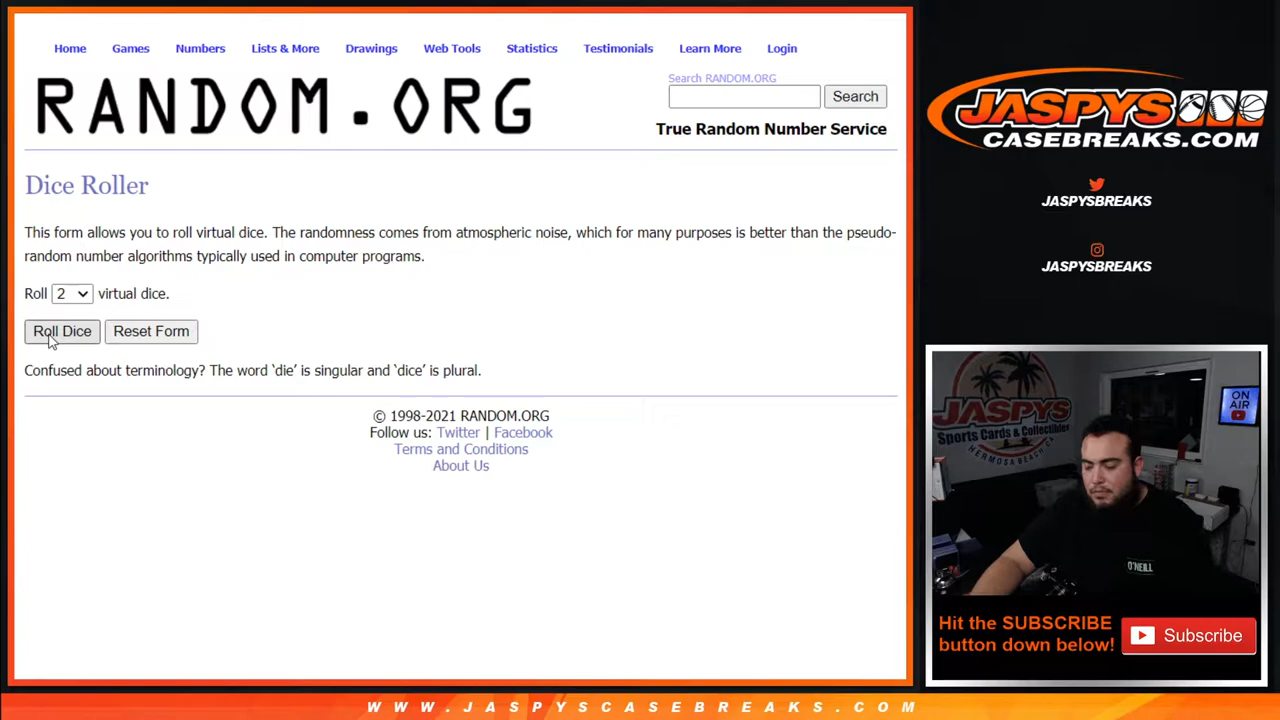 Home Games Numbers Lists & More Drawings Web Tools Statistics Testimonials Learn More Login
RANDOM.ORG
Search RANDOM.ORG
Search
True Random Number Service
Dice Roller
This form allows you to roll virtual dice. The randomness comes from atmospheric noise, which for many purposes is better than the pseudo-
random number algorithms typically used in computer programs.
Roll 2 virtual dice.
Roll Dice Reset Form
Confused about terminology? The word ‘die’ is singular and ‘dice’ is plural.
© 1998-2021 RANDOM.ORG
Follow us: Twitter | Facebook
Terms and Conditions
About Us
JASPYS
CASEBREAKS.COM
JASPYSBREAKS
JASPYSBREAKS
JASPYS
Sports Cards & Collectibles
HERMOSA BEACH CA
ON AIR
O'NEILL
Hit the SUBSCRIBE
button down below!
Subscribe
WWW.JASPYSCASEBREAKS.COM